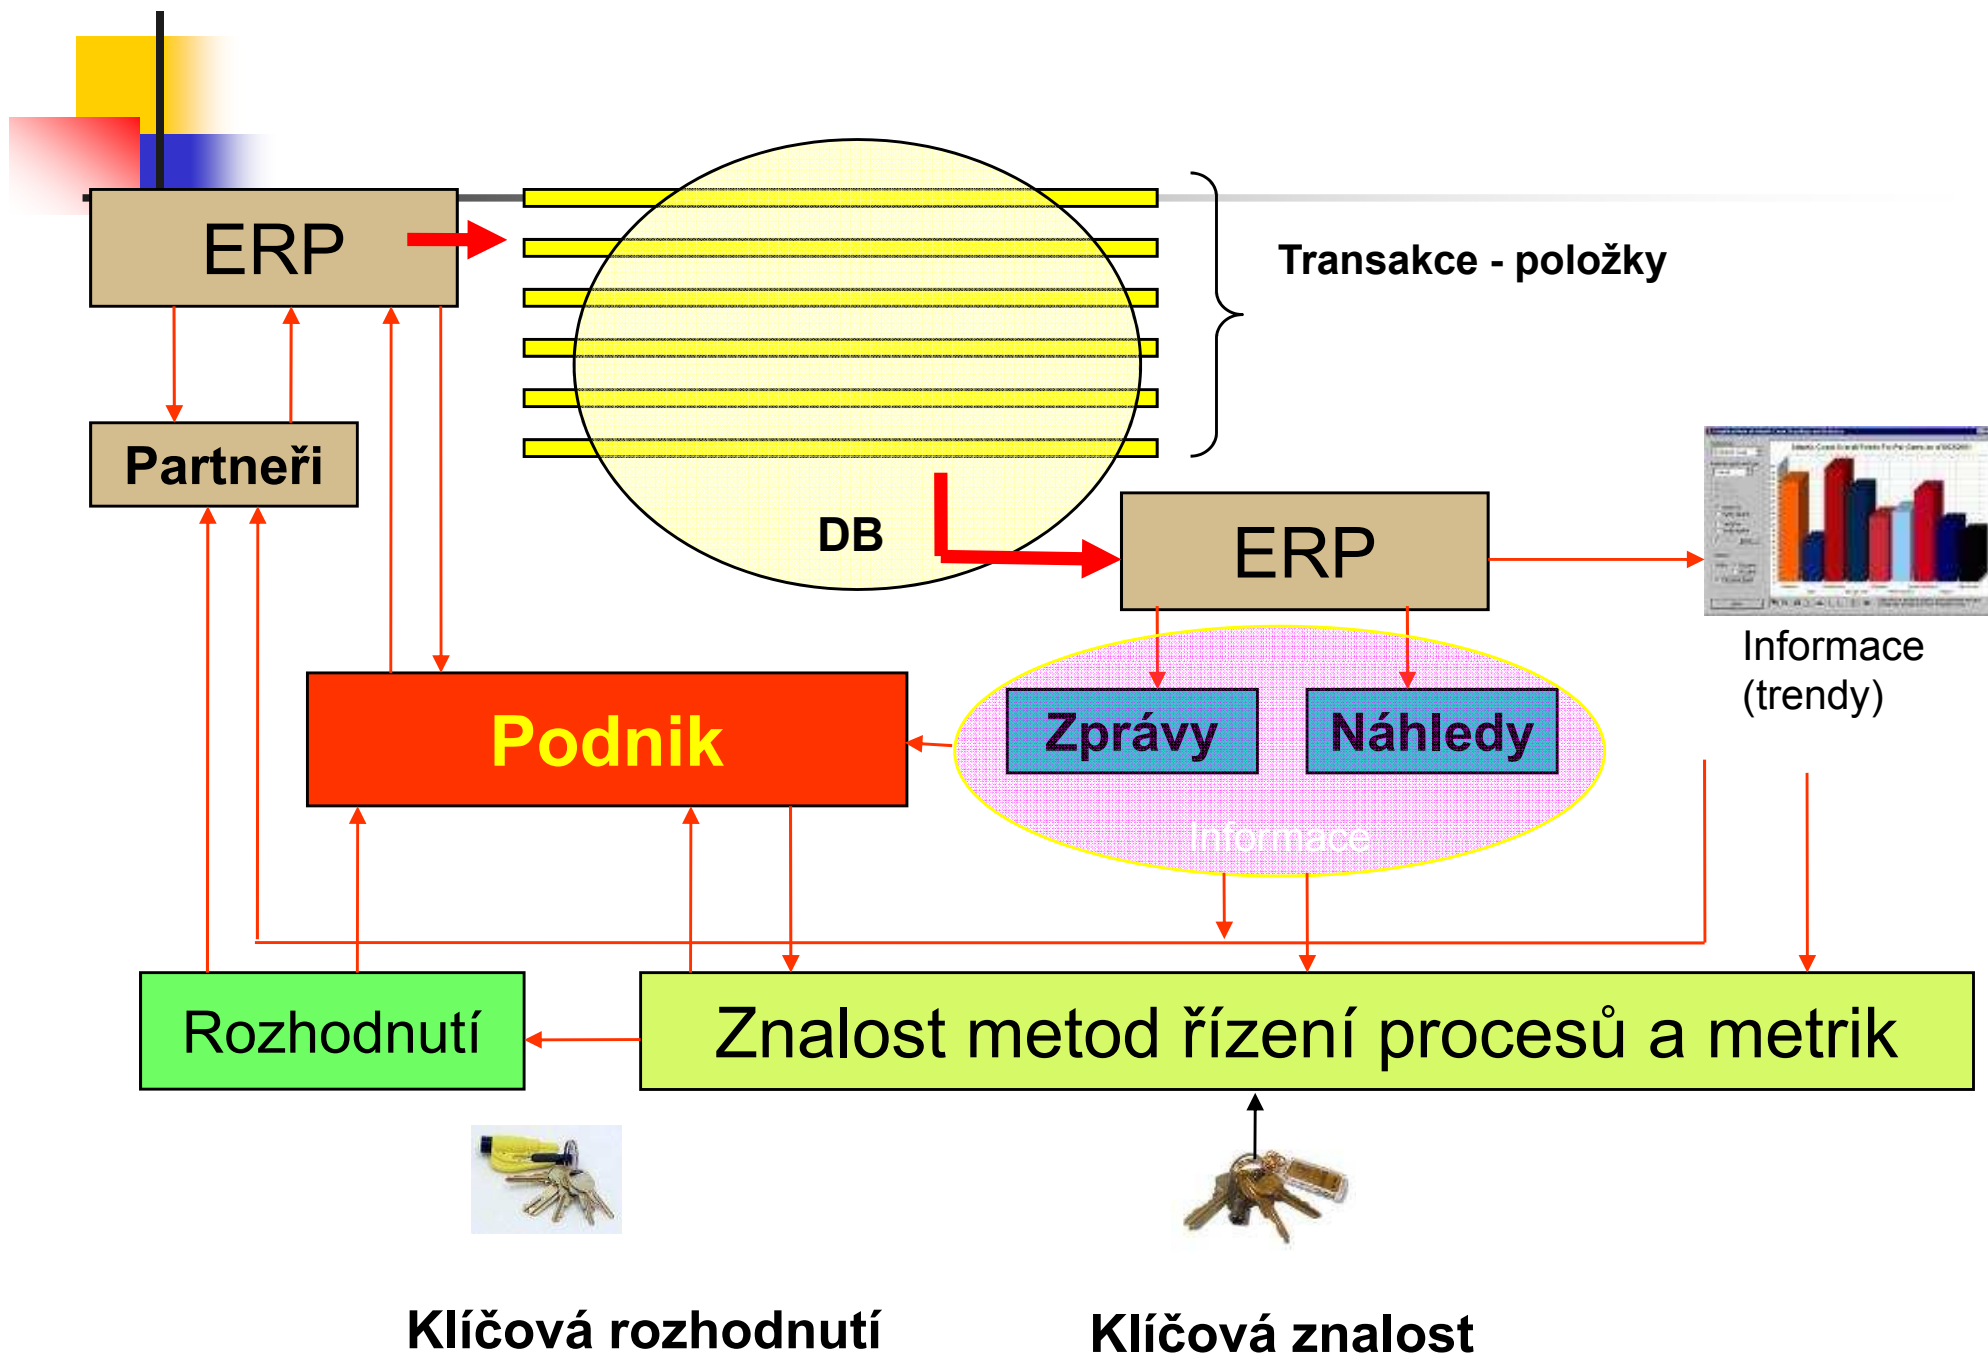 ERP
Transakce - položky
Partneři
DB
ERP
Informace
(trendy)
Podnik
Zprávy
Náhledy
Informace
Rozhodnutí
Znalost metod řízení procesů a metrik
Klíčová rozhodnutí
Klíčová znalost